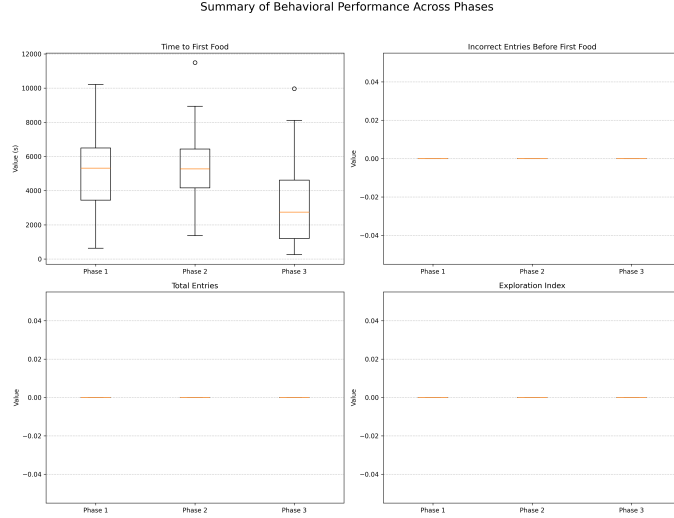 Summary of Behavioral Performance Across Phases
Time to First Food
Value (s)
12000
10000
8000
6000
4000
2000
0
Phase 1 Phase 2 Phase 3
Incorrect Entries Before First Food
Value
0.04
0.02
0.00
−0.02
−0.04
Phase 1 Phase 2 Phase 3
Total Entries
Value
0.04
0.02
0.00
−0.02
−0.04
Phase 1 Phase 2 Phase 3
Exploration Index
Value
0.04
0.02
0.00
−0.02
−0.04
Phase 1 Phase 2 Phase 3